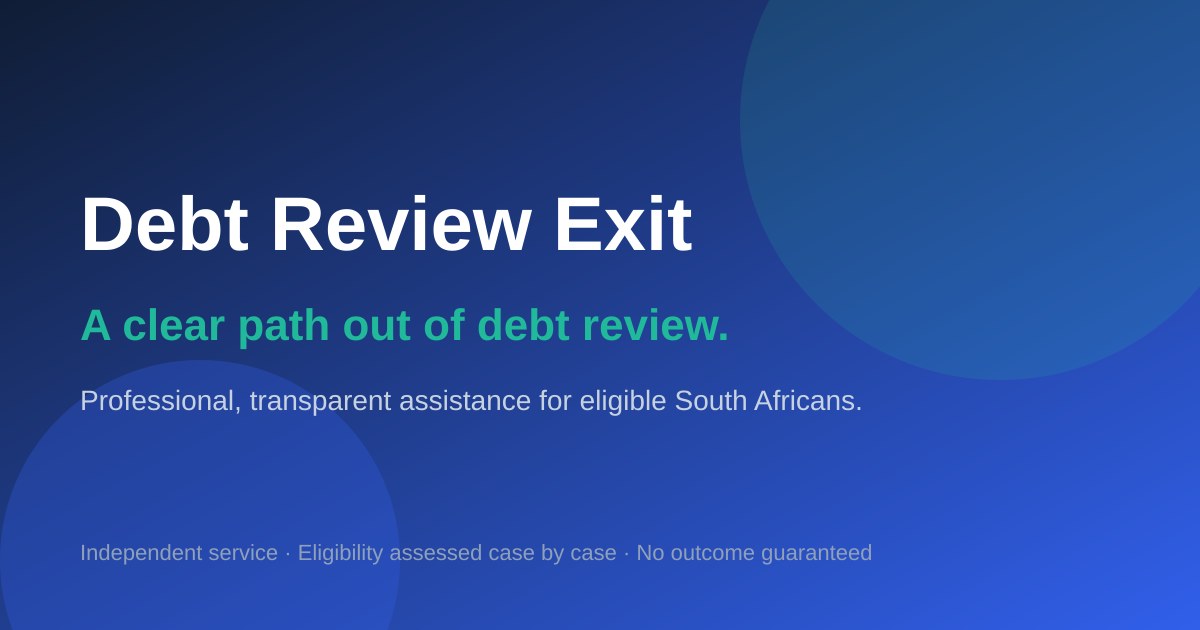 Debt Review Exit
A clear path out of debt review.
Professional, transparent assistance for eligible South Africans.
Independent service · Eligibility assessed case by case · No outcome guaranteed